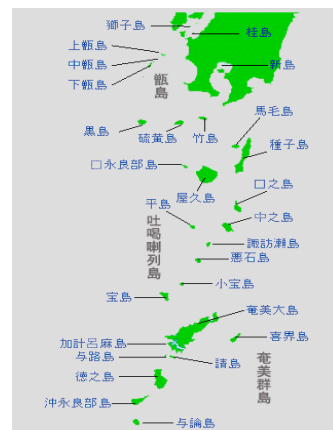 獅子島
桂島
上甑島
中甑島
新島
下甑島
甑島
馬毛島
黒島
硫黄島
竹島
種子島
口永良部島
屋久島
口之島
平島
中之島
吐喝喇列島
諏訪瀬島
悪石島
小宝島
宝島
奄美大島
加計呂麻島
喜界島
与路島
請島
奄美群島
徳之島
沖永良部島
与論島